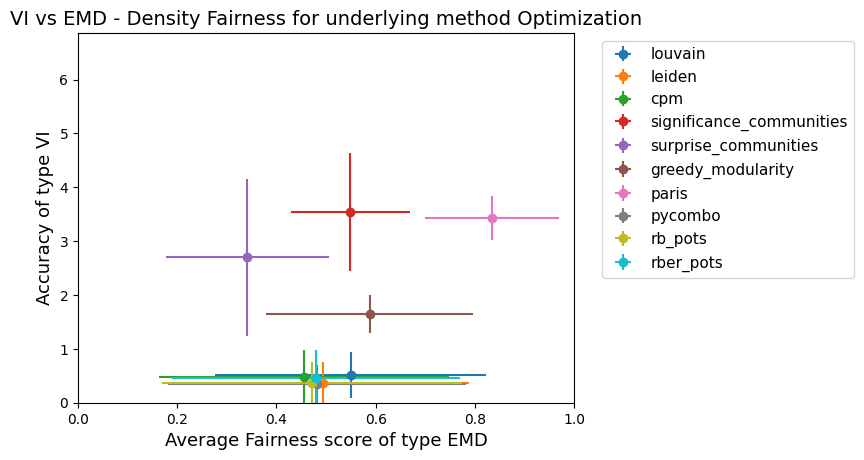 VI vs EMD - Density Fairness for underlying method Optimization
Accuracy of type VI
6
5
4
3
2
1
0
0.0 0.2 0.4 0.6 0.8 1.0
Average Fairness score of type EMD
louvain
leiden
cpm
significance_communities
surprise_communities
greedy_modularity
paris
pycombo
rb_pots
rber_pots